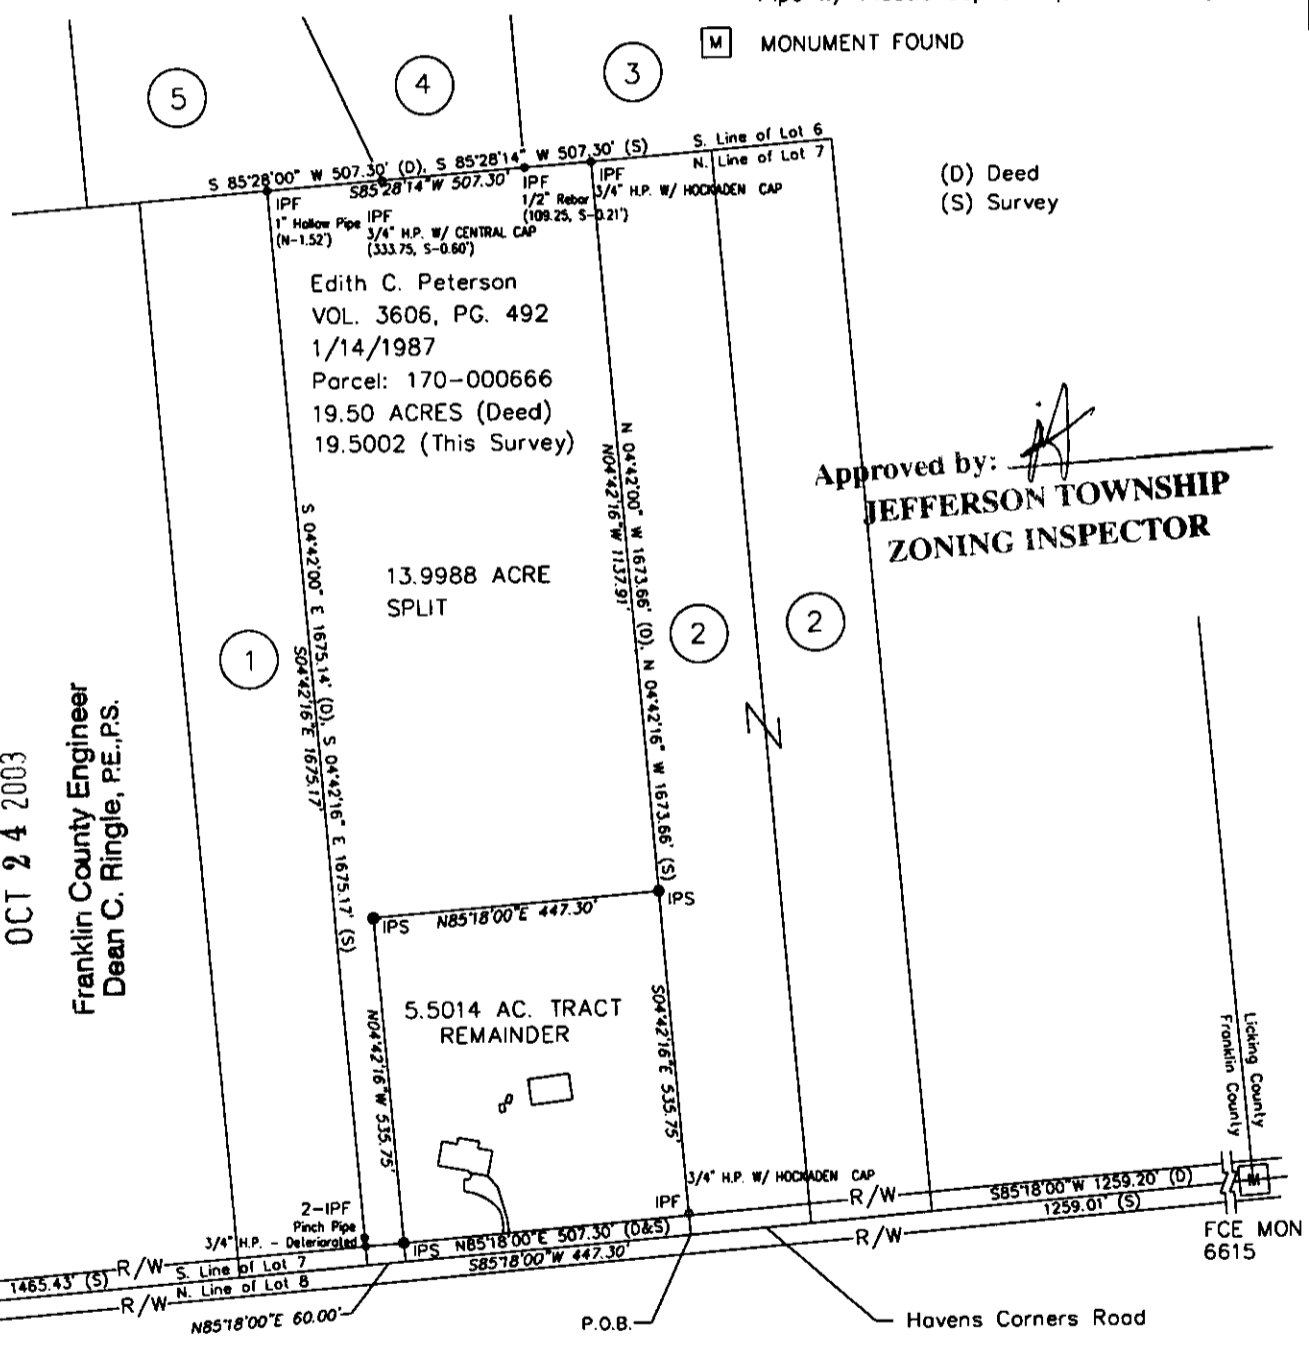 M MONUMENT FOUND
5
4
3
S 85°28'00" W 507.30' (D), S 85°28'14" W 507.30' (S)
S85°28'14"W 507.30'
S. Line of Lot 6
N. Line of Lot 7
(D) Deed
(S) Survey
IPF
1" Hollow Pipe
(N-1.52')
IPF
3/4" H.P. W/ CENTRAL CAP
(333.75, S-0.60')
IPF
1/2" Rebar
(109.25, S-0.21')
IPF
3/4" H.P. W/ HOCKADEN CAP
Edith C. Peterson
VOL. 3606, PG. 492
1/14/1987
Parcel: 170-000666
19.50 ACRES (Deed)
19.5002 (This Survey)
Approved by:
JEFFERSON TOWNSHIP
ZONING INSPECTOR
13.9988 ACRE
SPLIT
S 04°42'00" E 1675.14' (D), S 04°42'16" E 1675.17' (S)
S04°42'16"E 1675.17'
N 04°42'00" W 1673.66' (D), N 04°42'16" W 1673.66' (S)
N04°42'16"W 1137.91'
1
2
2
N
OCT 24 2003
Franklin County Engineer
Dean C. Ringle, P.E.,P.S.
IPS
N85°18'00"E 447.30'
IPS
5.5014 AC. TRACT
REMAINDER
N04°42'16"W 535.75'
S04°42'16"E 535.75'
Licking County
Franklin County
3/4" H.P. W/ HOCKADEN CAP
IPF
R/W
S85°18'00"W 1259.20' (D)
1259.01' (S)
M
FCE MON
6615
2-IPF
Pinch Pipe
3/4" H.P. - Deteriorated
IPS
N85°18'00"E 507.30' (D&S)
S85°18'00"W 447.30'
R/W
1465.43' (S)
R/W
S. Line of Lot 7
N. Line of Lot 8
R/W
N85°18'00"E 60.00'
P.O.B.
Havens Corners Road